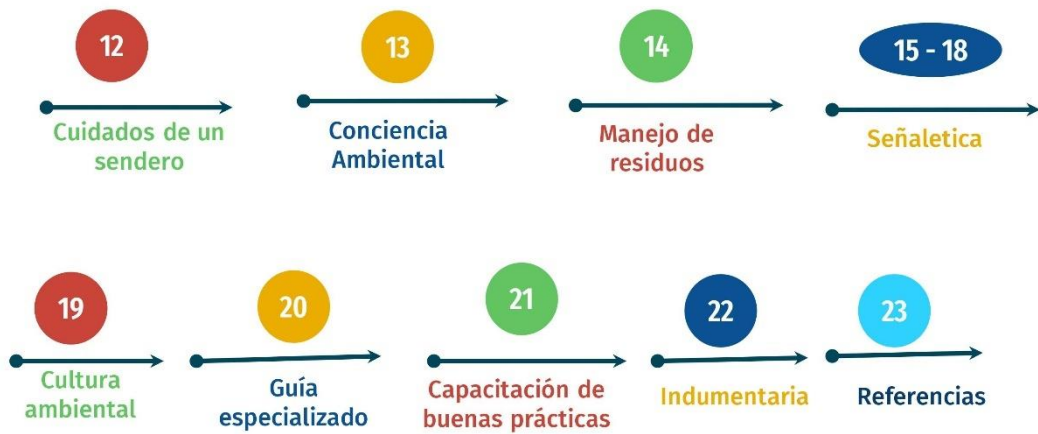 12
13
14
15 - 18
Cuidados de un
sendero
Conciencia
Ambiental
Manejo de
residuos
Señaletica
19
20
21
22
23
Cultura
ambiental
Guía
especializado
Capacitación de
buenas prácticas
Indumentaria
Referencias